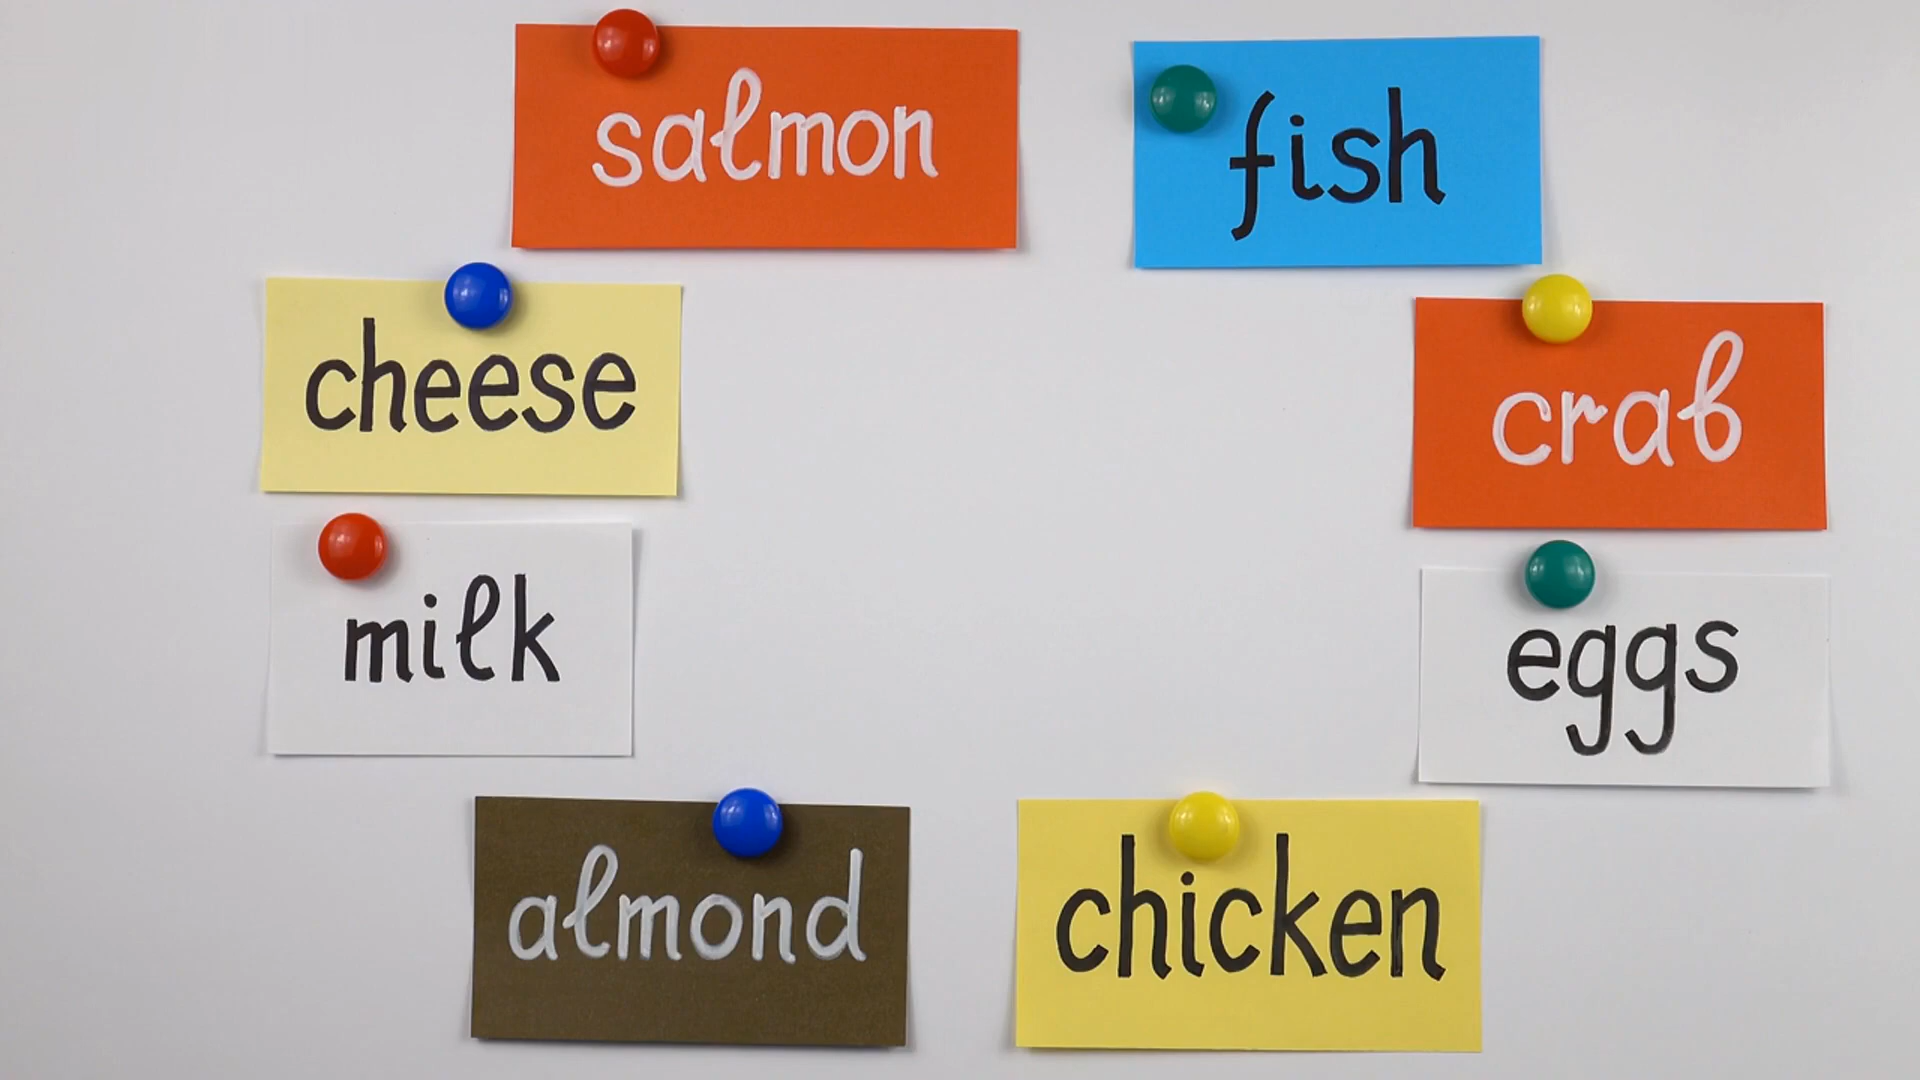 salmon
fish
cheese
crab
milk
eggs
almond
chicken